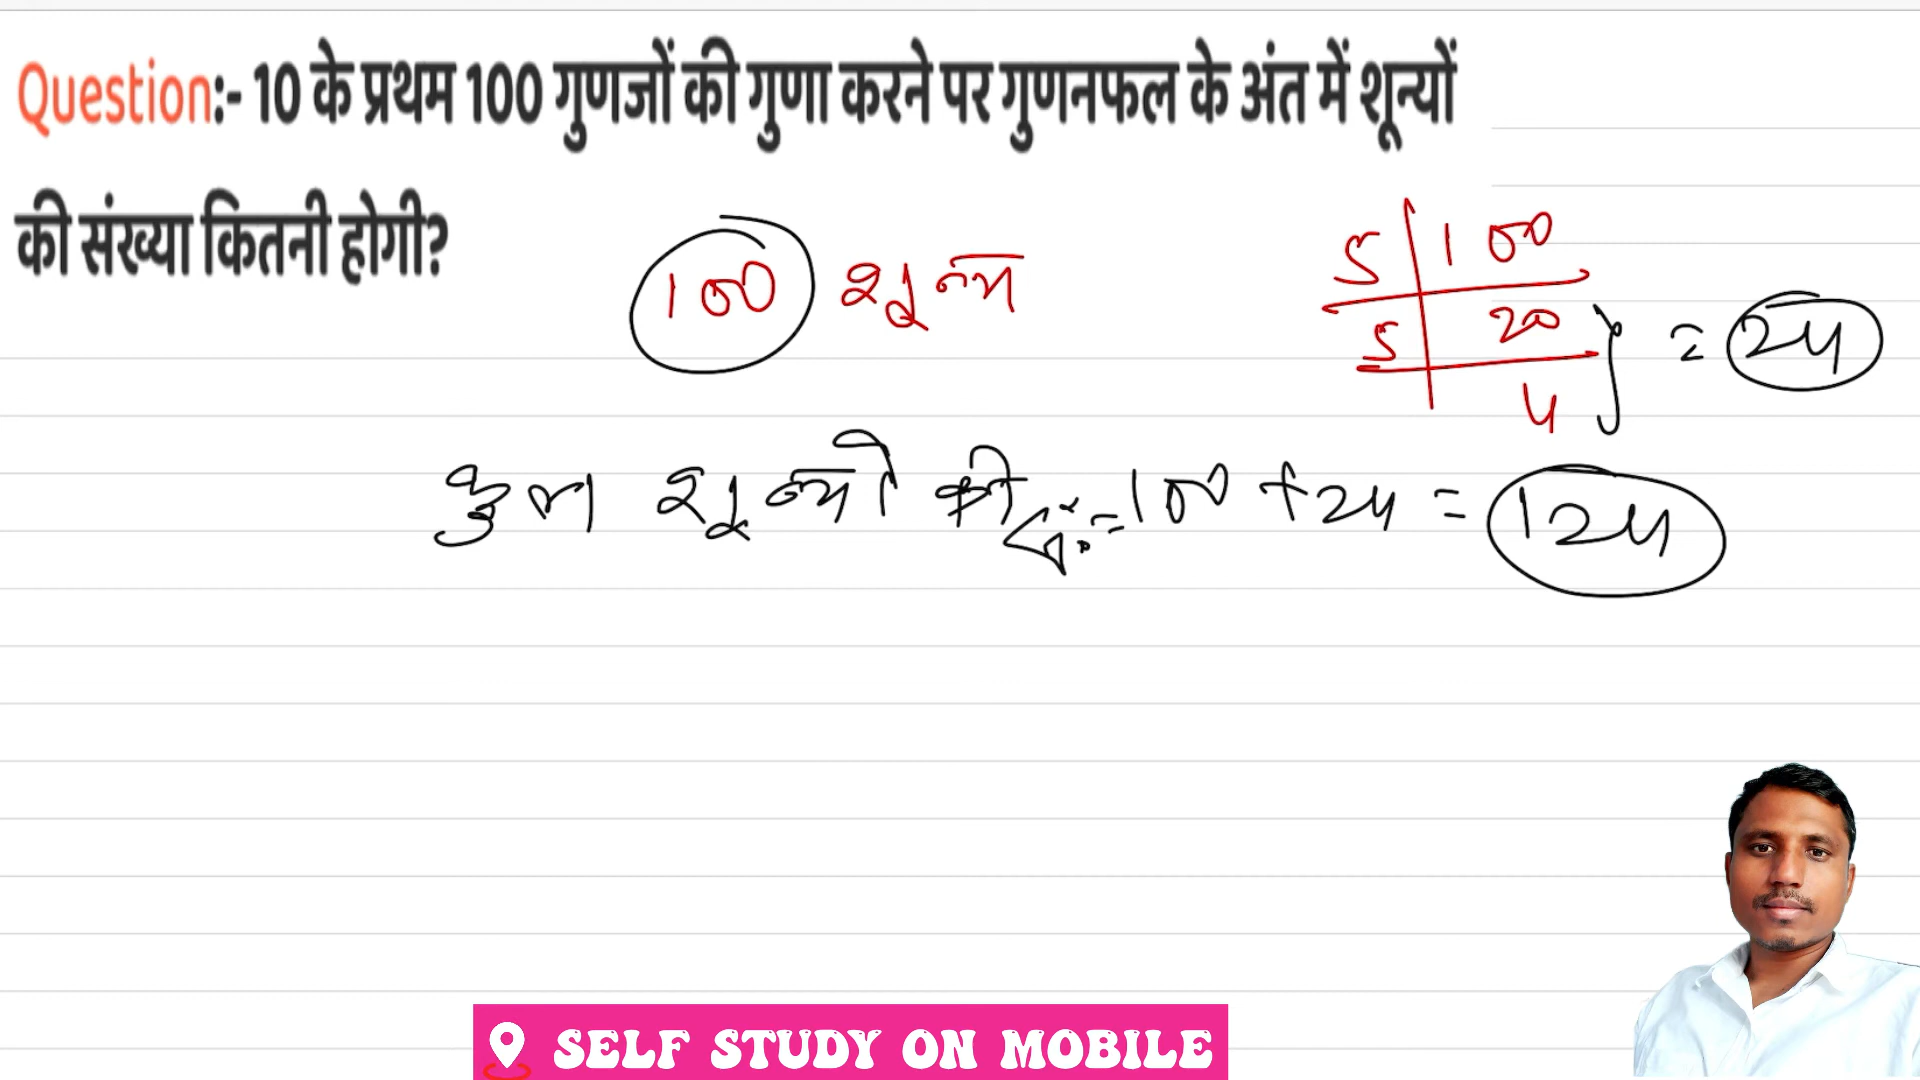 Question:- 10 के प्रथम 100 गुणजों की गुणा करने पर गुणनफल के अंत में शून्यों
की संख्या कितनी होगी?
100 शून्य
5 | 100
5 | 20
4
= 24
कुल शून्यों की सं. = 100 + 24 = 124
SELF STUDY ON MOBILE